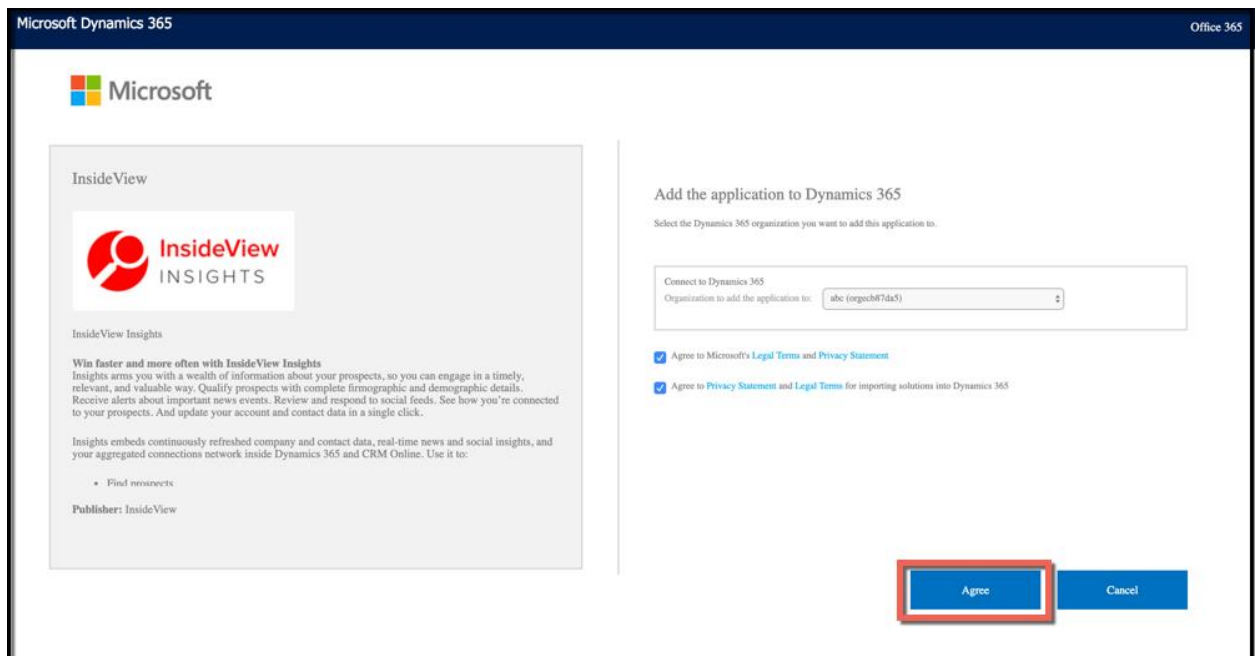 Microsoft Dynamics 365
Office 365
Microsoft
InsideView
InsideView
INSIGHTS
InsideView Insights
Win faster and more often with InsideView Insights
Insights arms you with a wealth of information about your prospects, so you can engage in a timely,
relevant, and valuable way. Qualify prospects with complete firmographic and demographic details.
Receive alerts about important news events. Review and respond to social feeds. See how you're connected
to your prospects. And update your account and contact data in a single click.
Insights embeds continuously refreshed company and contact data, real-time news and social insights, and
your aggregated connections network inside Dynamics 365 and CRM Online. Use it to:
• Find prospects
Publisher: InsideView
Add the application to Dynamics 365
Select the Dynamics 365 organization you want to add this application to.
Connect to Dynamics 365
Organization to add the application to: abc (orgecb87da5)
Agree to Microsoft's Legal Terms and Privacy Statement
Agree to Privacy Statement and Legal Terms for importing solutions into Dynamics 365
Agree
Cancel